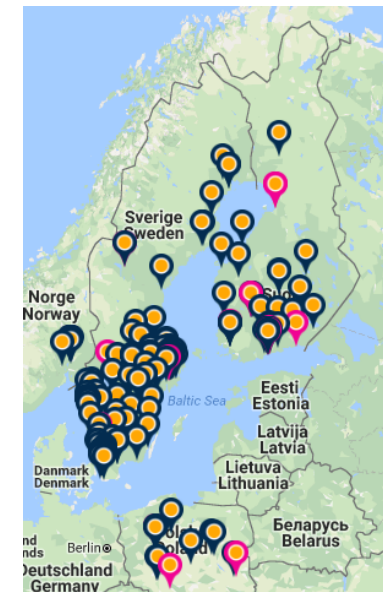 Sverige
Sweden
Norge
Norway
Eesti
Estonia
Baltic Sea
Latvija
Latvia
Lietuva
Lithuania
Danmark
Denmark
Беларусь
Belarus
Berlin
Deutschland
Germany